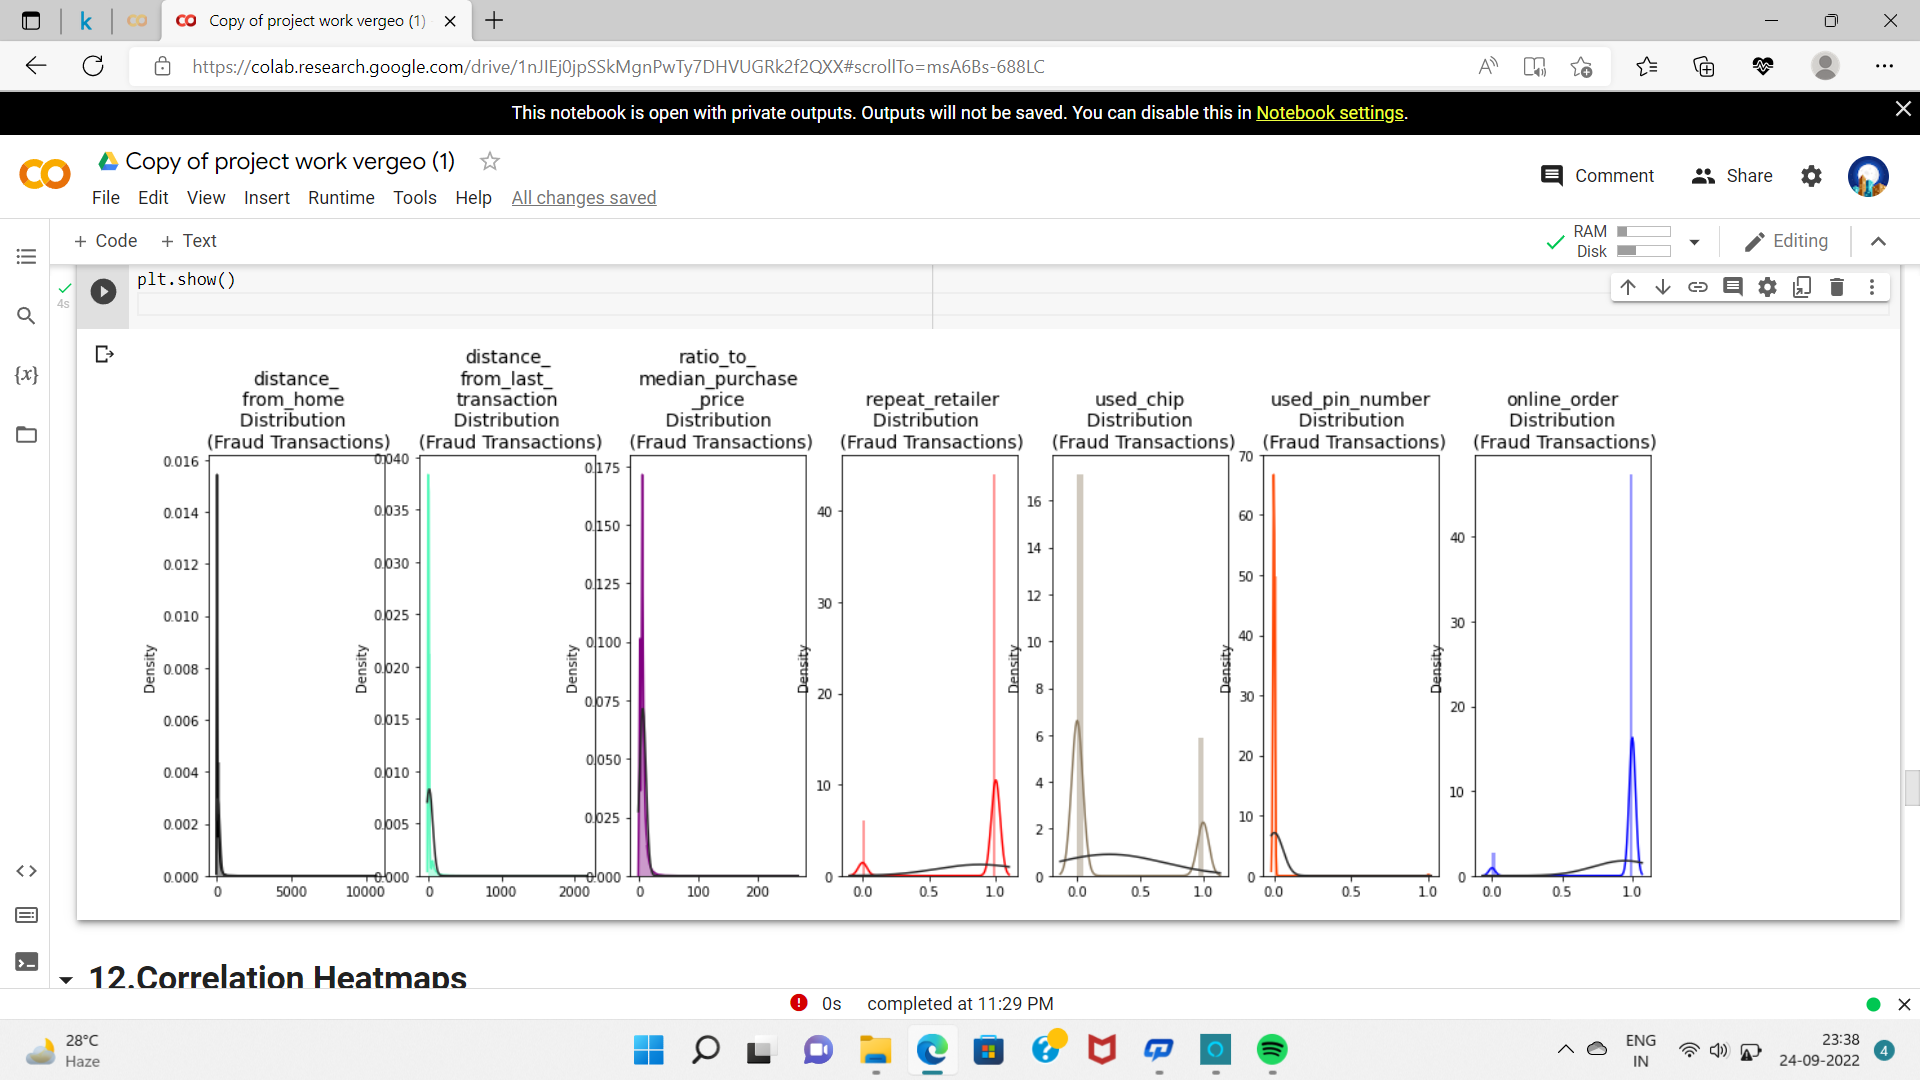 k
Copy of project work vergeo (1)
https://colab.research.google.com/drive/1nJIEj0jpSSkMgnPwTy7DHVUGRk2f2QXX#scrollTo=msA6Bs-688LC
This notebook is open with private outputs. Outputs will not be saved. You can disable this in Notebook settings.
Copy of project work vergeo (1)
File Edit View Insert Runtime Tools Help All changes saved
Comment Share
+ Code + Text
RAM
Disk
Editing
4s
plt.show()
{x}
distance_
from_home
Distribution
(Fraud Transactions)
distance_
from_last_
transaction
Distribution
(Fraud Transactions)
ratio_to_
median_purchase
_price
Distribution
(Fraud Transactions)
repeat_retailer
Distribution
(Fraud Transactions)
used_chip
Distribution
(Fraud Transactions)
used_pin_number
Distribution
(Fraud Transactions)
online_order
Distribution
(Fraud Transactions)
Density
0.016
0.014
0.012
0.010
0.008
0.006
0.004
0.002
0.000
0 5000 10000
Density
0.040
0.035
0.030
0.025
0.020
0.015
0.010
0.005
0.000
0 1000 2000
Density
0.175
0.150
0.125
0.100
0.075
0.050
0.025
0.000
0 100 200
Density
40
30
20
10
0
0.0 0.5 1.0
Density
16
14
12
10
8
6
4
2
0
0.0 0.5 1.0
Density
70
60
50
40
30
20
10
0
0.0 0.5 1.0
Density
40
30
20
10
0
0.0 0.5 1.0
12.Correlation Heatmaps
0s completed at 11:29 PM
28°C
Haze
ENG
IN
23:38
24-09-2022
4